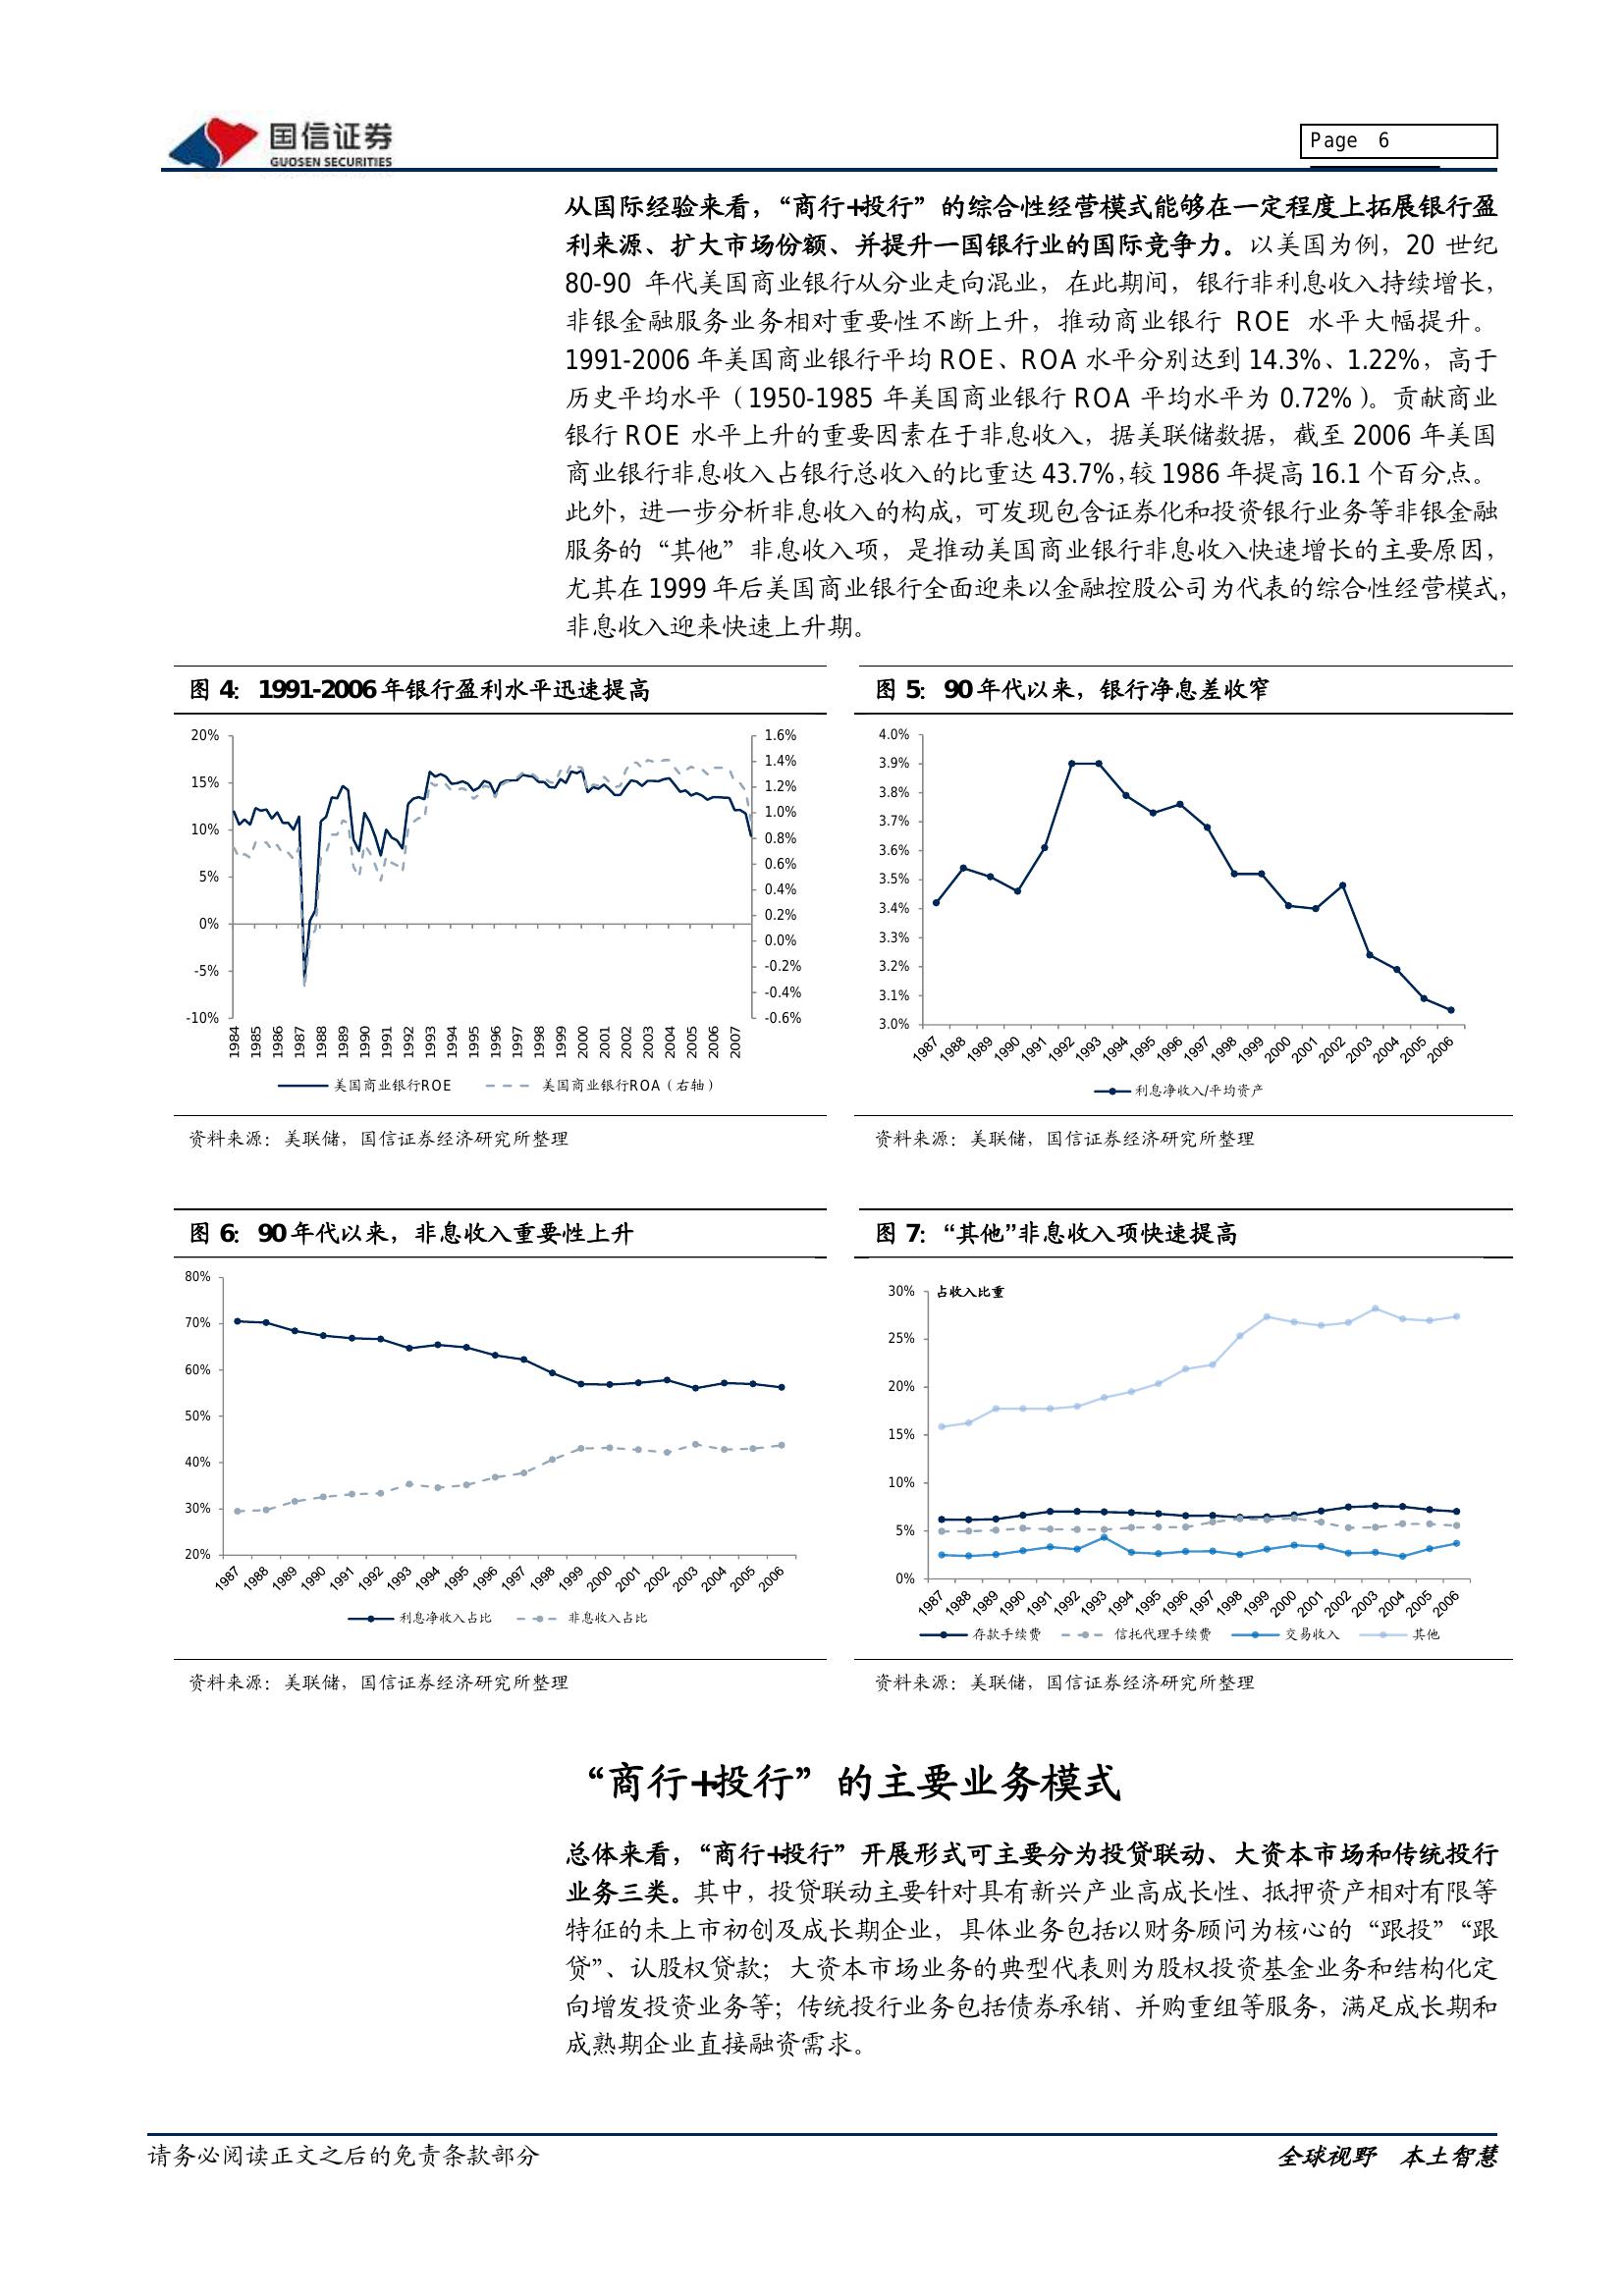 国信证券
GUOSEN SECURITIES
Page 6
从国际经验来看，“商行+投行”的综合性经营模式能够在一定程度上拓展银行盈
利来源、扩大市场份额、并提升一国银行业的国际竞争力。以美国为例，20 世纪
80-90 年代美国商业银行从分业走向混业，在此期间，银行非利息收入持续增长，
非银金融服务业务相对重要性不断上升，推动商业银行 ROE 水平大幅提升。
1991-2006 年美国商业银行平均 ROE、ROA 水平分别达到 14.3%、1.22%，高于
历史平均水平（1950-1985 年美国商业银行 ROA 平均水平为 0.72%）。贡献商业
银行 ROE 水平上升的重要因素在于非息收入，据美联储数据，截至 2006 年美国
商业银行非息收入占银行总收入的比重达 43.7%，较 1986 年提高 16.1 个百分点。
此外，进一步分析非息收入的构成，可发现包含证券化和投资银行业务等非银金融
服务的“其他”非息收入项，是推动美国商业银行非息收入快速增长的主要原因，
尤其在 1999 年后美国商业银行全面迎来以金融控股公司为代表的综合性经营模式，
非息收入迎来快速上升期。
图 4： 1991-2006 年银行盈利水平迅速提高
20%
15%
10%
5%
0%
-5%
-10%
1.6%
1.4%
1.2%
1.0%
0.8%
0.6%
0.4%
0.2%
0.0%
-0.2%
-0.4%
-0.6%
1984 1985 1986 1987 1988 1989 1990 1991 1992 1993 1994 1995 1996 1997 1998 1999 2000 2001 2002 2003 2004 2005 2006 2007
美国商业银行ROE 美国商业银行ROA（右轴）
资料来源：美联储，国信证券经济研究所整理
图 5： 90 年代以来，银行净息差收窄
4.0%
3.9%
3.8%
3.7%
3.6%
3.5%
3.4%
3.3%
3.2%
3.1%
3.0%
1987 1988 1989 1990 1991 1992 1993 1994 1995 1996 1997 1998 1999 2000 2001 2002 2003 2004 2005 2006
利息净收入/平均资产
资料来源：美联储，国信证券经济研究所整理
图 6： 90 年代以来，非息收入重要性上升
80%
70%
60%
50%
40%
30%
20%
1987 1988 1989 1990 1991 1992 1993 1994 1995 1996 1997 1998 1999 2000 2001 2002 2003 2004 2005 2006
利息净收入占比 非息收入占比
资料来源：美联储，国信证券经济研究所整理
图 7： “其他”非息收入项快速提高
占收入比重
30%
25%
20%
15%
10%
5%
0%
1987 1988 1989 1990 1991 1992 1993 1994 1995 1996 1997 1998 1999 2000 2001 2002 2003 2004 2005 2006
存款手续费 信托代理手续费 交易收入 其他
资料来源：美联储，国信证券经济研究所整理
“商行+投行”的主要业务模式
总体来看，“商行+投行”开展形式可主要分为投贷联动、大资本市场和传统投行
业务三类。其中，投贷联动主要针对具有新兴产业高成长性、抵押资产相对有限等
特征的未上市初创及成长期企业，具体业务包括以财务顾问为核心的“跟投”“跟
贷”、认股权贷款；大资本市场业务的典型代表则为股权投资基金业务和结构化定
向增发投资业务等；传统投行业务包括债券承销、并购重组等服务，满足成长期和
成熟期企业直接融资需求。
请务必阅读正文之后的免责条款部分
全球视野 本土智慧